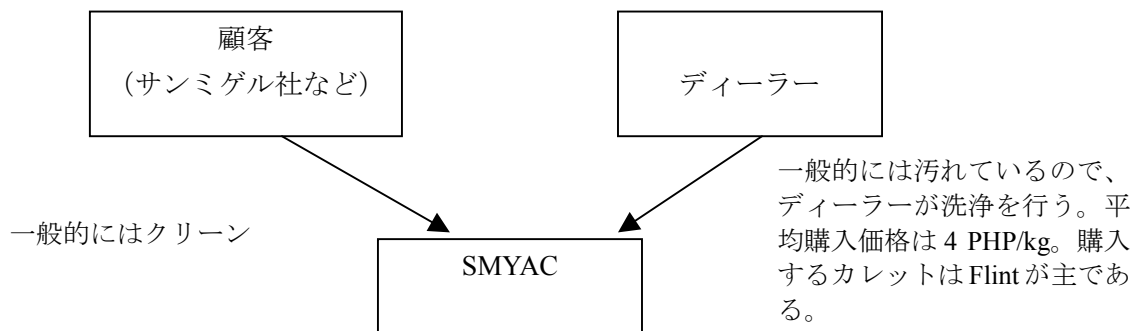 顧客
（サンミゲル社など）
ディーラー
一般的にはクリーン
一般的には汚れているので、
ディーラーが洗浄を行う。平
均購入価格は 4 PHP/kg。購入
するカレットは Flint が主であ
る。
SMYAC